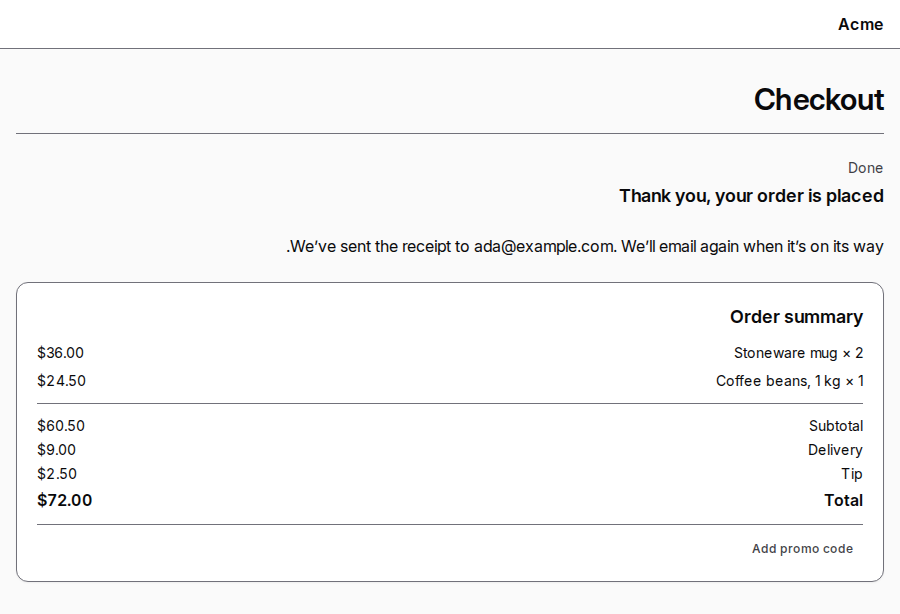 Acme
Checkout
Done
Thank you, your order is placed
We’ve sent the receipt to ada@example.com. We’ll email again when it’s on its way.
Order summary
Stoneware mug × 2 $36.00
Coffee beans, 1 kg × 1 $24.50
Subtotal $60.50
Delivery $9.00
Tip $2.50
Total $72.00
Add promo code